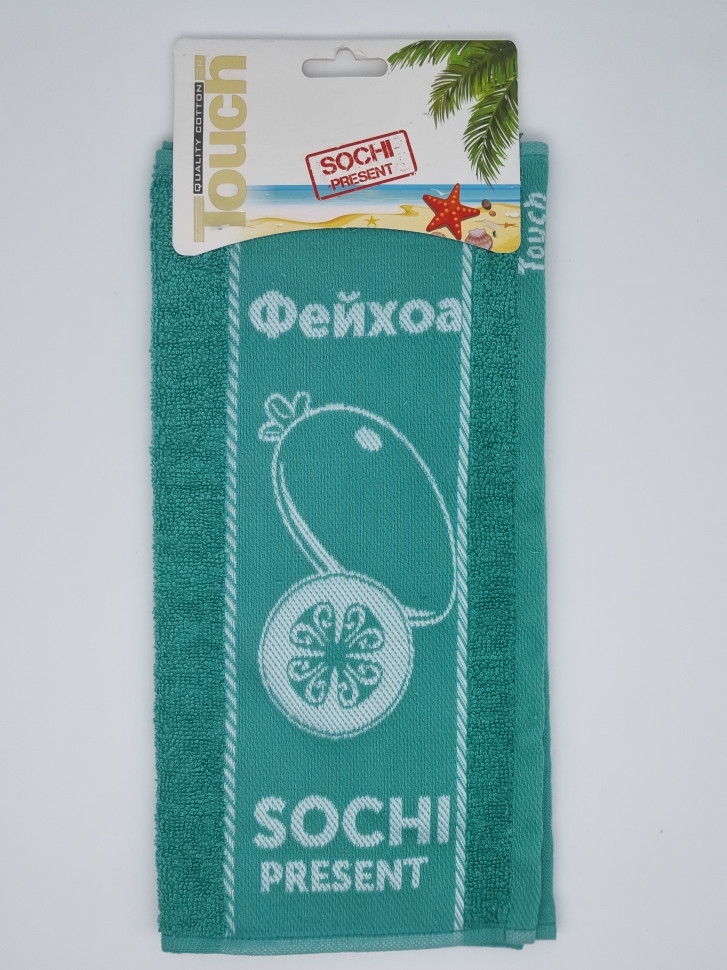 Touch
QUALITY COTTON
SOCHI
PRESENT
Touch
Фейхоа
SOCHI
PRESENT